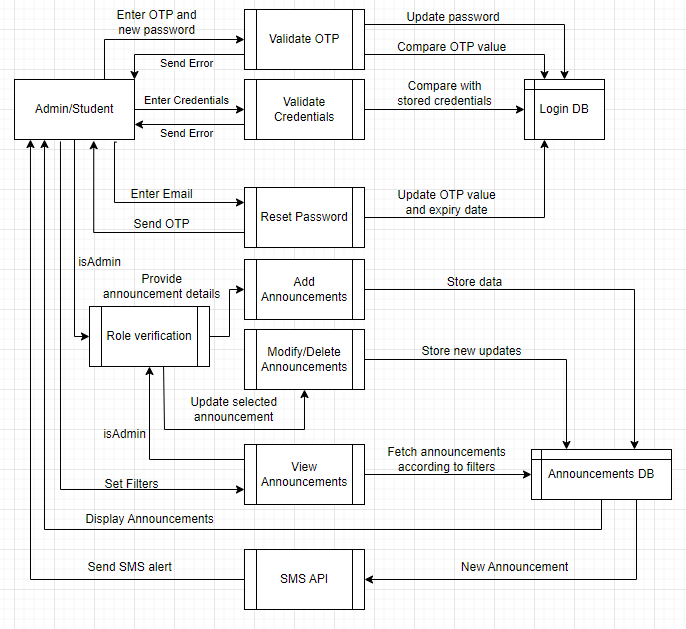 Enter OTP and
new password
Validate OTP
Update password
Compare OTP value
Send Error
Admin/Student
Enter Credentials
Validate
Credentials
Compare with
stored credentials
Login DB
Send Error
Enter Email
Reset Password
Update OTP value
and expiry date
Send OTP
isAdmin
Provide
announcement details
Add
Announcements
Store data
Role verification
Modify/Delete
Announcements
Store new updates
Update selected
announcement
isAdmin
View
Announcements
Fetch announcements
according to filters
Announcements DB
Set Filters
Display Announcements
Send SMS alert
SMS API
New Announcement